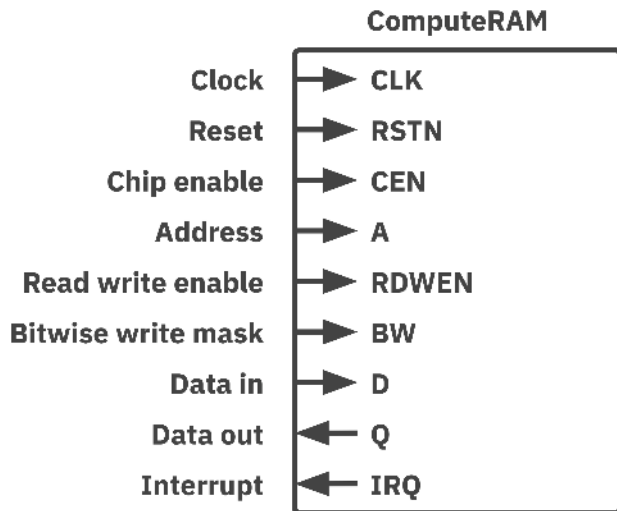 ComputeRAM
Clock CLK
Reset RSTN
Chip enable CEN
Address A
Read write enable RDWEN
Bitwise write mask BW
Data in D
Data out Q
Interrupt IRQ